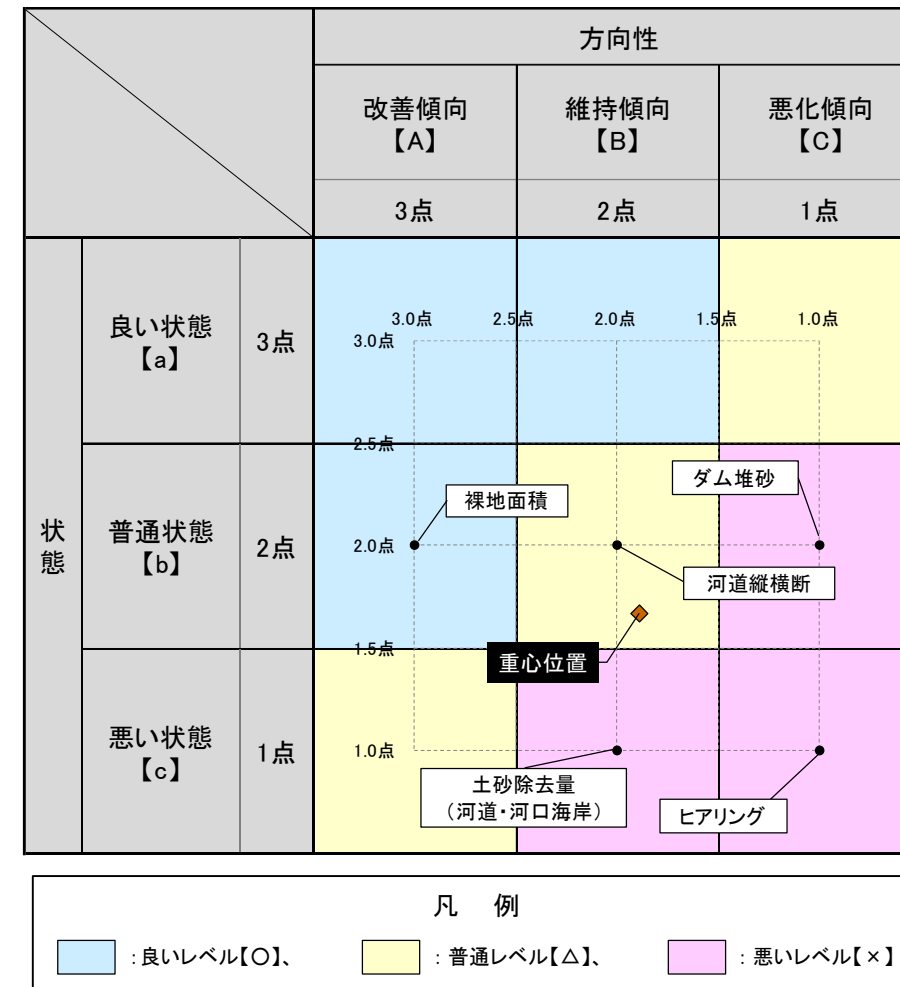 方向性
改善傾向
【A】
維持傾向
【B】
悪化傾向
【C】
3点
2点
1点
状態
良い状態
【a】
3点
3.0点
2.5点
2.0点
1.5点
1.0点
3.0点
2.5点
普通状態
【b】
2点
裸地面積
ダム堆砂
2.0点
河道縦横断
1.5点
重心位置
悪い状態
【c】
1点
1.0点
土砂除去量
（河道・河口海岸）
ヒアリング
凡 例
：良いレベル【〇】、
：普通レベル【△】、
：悪いレベル【×】